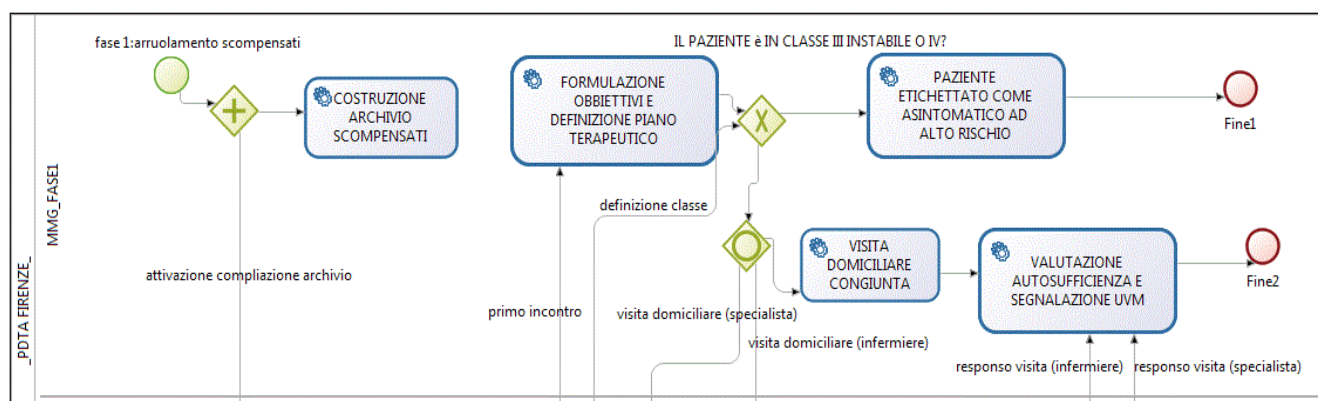 fase 1:arruolamento scompensati
IL PAZIENTE è IN CLASSE III INSTABILE O IV?
COSTRUZIONE
ARCHIVIO
SCOMPENSATI
FORMULAZIONE
OBBIETTIVI E
DEFINIZIONE PIANO
TERAPEUTICO
X
PAZIENTE
ETICHETTATO COME
ASINTOMATICO AD
ALTO RISCHIO
Fine1
MMG_FASE1
_PDTA FIRENZE_
definizione classe
attivazione compliazione archivio
VISITA
DOMICILIARE
CONGIUNTA
VALUTAZIONE
AUTOSUFFICIENZA E
SEGNALAZIONE UVM
Fine2
primo incontro
visita domiciliare (specialista)
visita domiciliare (infermiere)
responso visita (infermiere)
responso visita (specialista)